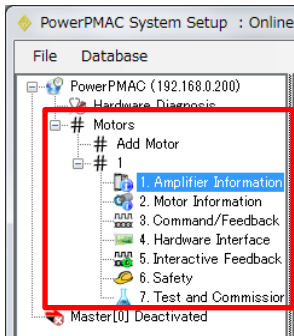 PowerPMAC System Setup : Online
File Database
PowerPMAC (192.168.0.200)
Hardware Diagnosis
# Motors
# Add Motor
# 1
1. Amplifier Information
2. Motor Information
3. Command/Feedback
4. Hardware Interface
5. Interactive Feedback
6. Safety
7. Test and Commission
Master[0] Deactivated